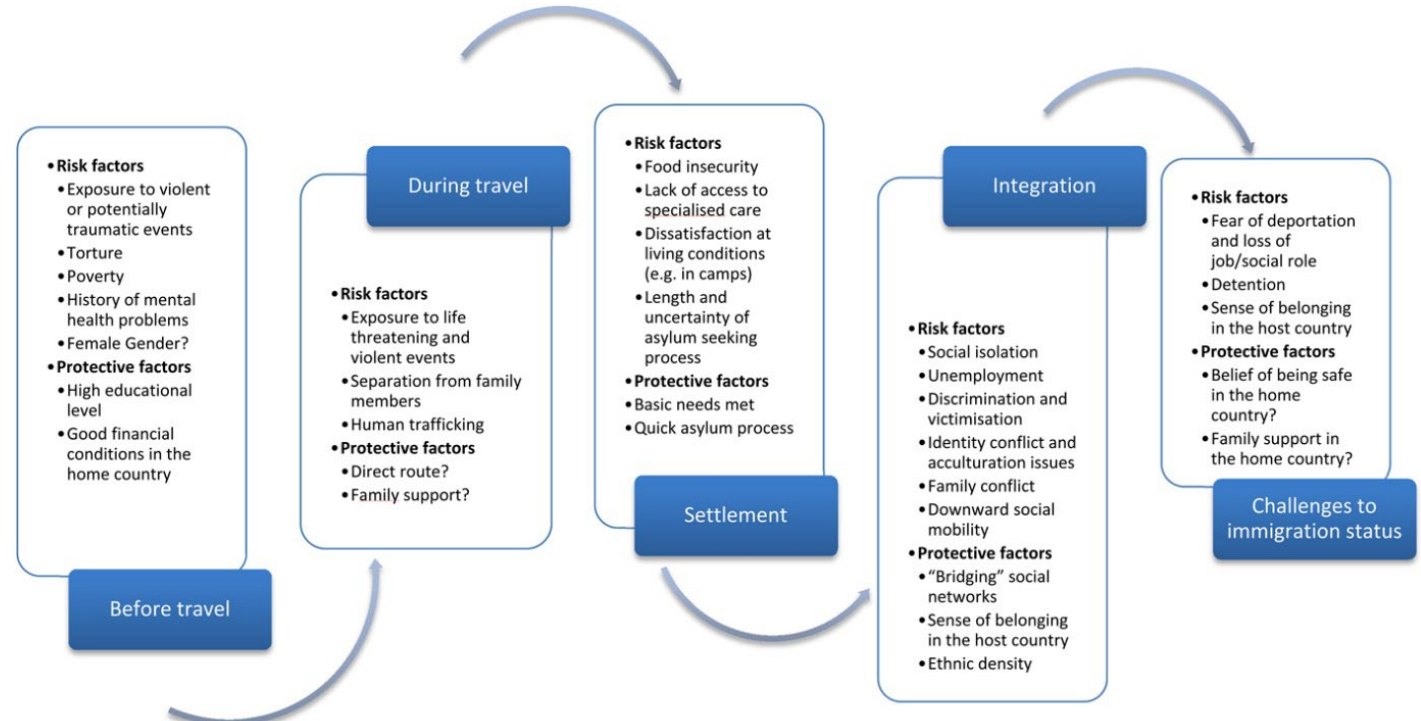 • Risk factors
• Exposure to violent
or potentially
traumatic events
• Torture
• Poverty
• History of mental
health problems
• Female Gender?
• Protective factors
• High educational
level
• Good financial
conditions in the
home country
Before travel
During travel
• Risk factors
• Exposure to life
threatening and
violent events
• Separation from family
members
• Human trafficking
• Protective factors
• Direct route?
• Family support?
• Risk factors
• Food insecurity
• Lack of access to
specialised care
• Dissatisfaction at
living conditions
(e.g. in camps)
• Length and
uncertainty of
asylum seeking
process
• Protective factors
• Basic needs met
• Quick asylum process
Settlement
Integration
• Risk factors
• Social isolation
• Unemployment
• Discrimination and
victimisation
• Identity conflict and
acculturation issues
• Family conflict
• Downward social
mobility
• Protective factors
• “Bridging” social
networks
• Sense of belonging
in the host country
• Ethnic density
• Risk factors
• Fear of deportation
and loss of
job/social role
• Detention
• Sense of belonging
in the host country
• Protective factors
• Belief of being safe
in the home
country?
• Family support in
the home country?
Challenges to
immigration status